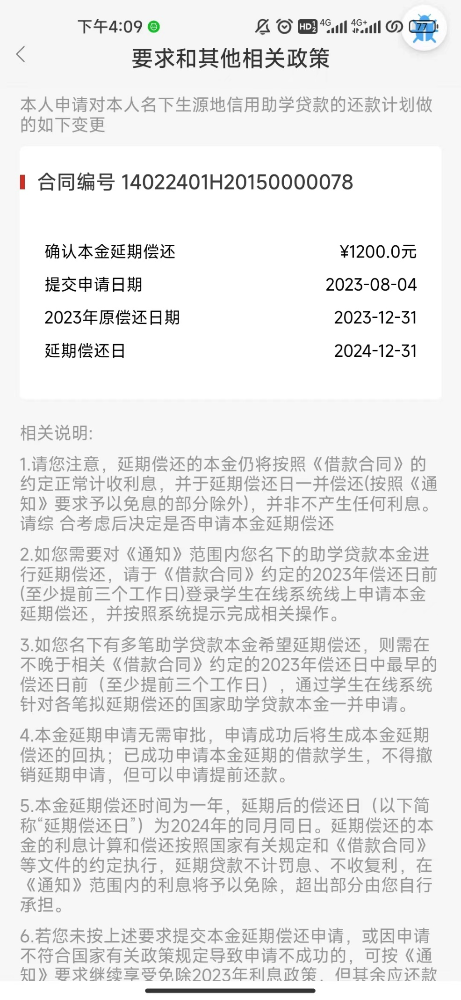 下午4:09
HD 1 2 4G 4G+ 77
要求和其他相关政策
本人申请对本人名下生源地信用助学贷款的还款计划做
的如下变更
合同编号 14022401H20150000078
确认本金延期偿还 ¥1200.0元
提交申请日期 2023-08-04
2023年原偿还日期 2023-12-31
延期偿还日 2024-12-31
相关说明:
1.请您注意，延期偿还的本金仍将按照《借款合同》的
约定正常计收利息，并于延期偿还日一并偿还(按照《通
知》要求予以免息的部分除外)，并非不产生任何利息。
请综 合考虑后决定是否申请本金延期偿还
2.如您需要对《通知》范围内您名下的助学贷款本金进
行延期偿还，请于《借款合同》约定的2023年偿还日前
(至少提前三个工作日)登录学生在线系统线上申请本金
延期偿还，并按照系统提示完成相关操作。
3.如您名下有多笔助学贷款本金希望延期偿还，则需在
不晚于相关《借款合同》约定的2023年偿还日中最早的
偿还日前（至少提前三个工作日），通过学生在线系统
针对各笔拟延期偿还的国家助学贷款本金一并申请。
4.本金延期申请无需审批，申请成功后将生成本金延期
偿还的回执；已成功申请本金延期的借款学生，不得撤
销延期申请，但可以申请提前还款。
5.本金延期偿还时间为一年，延期后的偿还日（以下简
称“延期偿还日”）为2024年的同月同日。延期偿还的本
金的利息计算和偿还按照国家有关规定和《借款合同》
等文件的约定执行，延期贷款不计罚息、不收复利，在
《通知》范围内的利息将予以免除，超出部分由您自行
承担。
6.若您未按上述要求提交本金延期偿还申请，或因申请
不符合国家有关政策规定导致申请不成功的，可按《通
知》要求继续享受免除2023年利息政策，但其余应还款